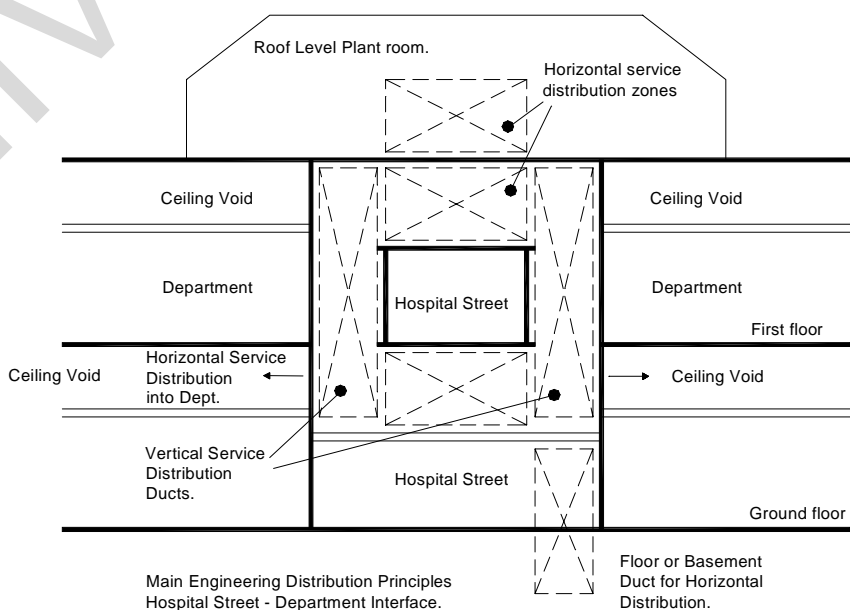 Roof Level Plant room.
Horizontal service
distribution zones
Ceiling Void
Ceiling Void
Department
Hospital Street
Department
First floor
Ceiling Void
Horizontal Service
Distribution
into Dept.
Ceiling Void
Vertical Service
Distribution
Ducts.
Hospital Street
Ground floor
Main Engineering Distribution Principles
Hospital Street - Department Interface.
Floor or Basement
Duct for Horizontal
Distribution.